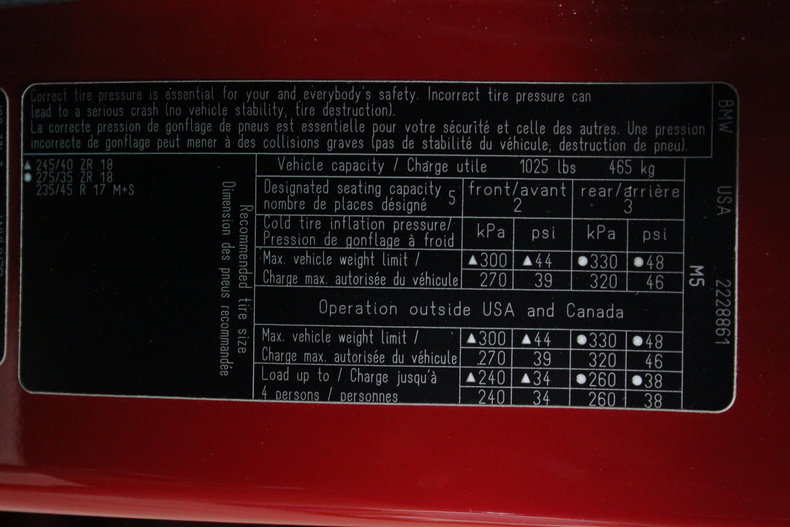 Correct tire pressure is essential for your and everybody's safety. Incorrect tire pressure can
lead to a serious crash (no vehicle stability, tire destruction).
La correcte pression de gonflage de pneus est essentielle pour votre sécurité et celle des autres. Une pression
incorrecte de gonflage peut mener à des collisions graves (pas de stabilité du véhicule, destruction de pneu).
▲ 245/40 ZR 18
● 275/35 ZR 18
235/45 R 17 M+S
Recommended tire size
Dimension des pneus recommandée
Vehicle capacity / Charge utile 1025 lbs 465 kg
Designated seating capacity 5 front/avant rear/arrière
nombre de places désigné 2 3
Cold tire inflation pressure/ kPa psi kPa psi
Pression de gonflage à froid
Max. vehicle weight limit / ▲300 ▲44 ●330 ●48
Charge max. autorisée du véhicule 270 39 320 46
Operation outside USA and Canada
Max. vehicle weight limit / ▲300 ▲44 ●330 ●48
Charge max. autorisée du véhicule 270 39 320 46
Load up to / Charge jusqu'à ▲240 ▲34 ●260 ●38
4 persons / personnes 240 34 260 38
BMW USA 2228861
M5